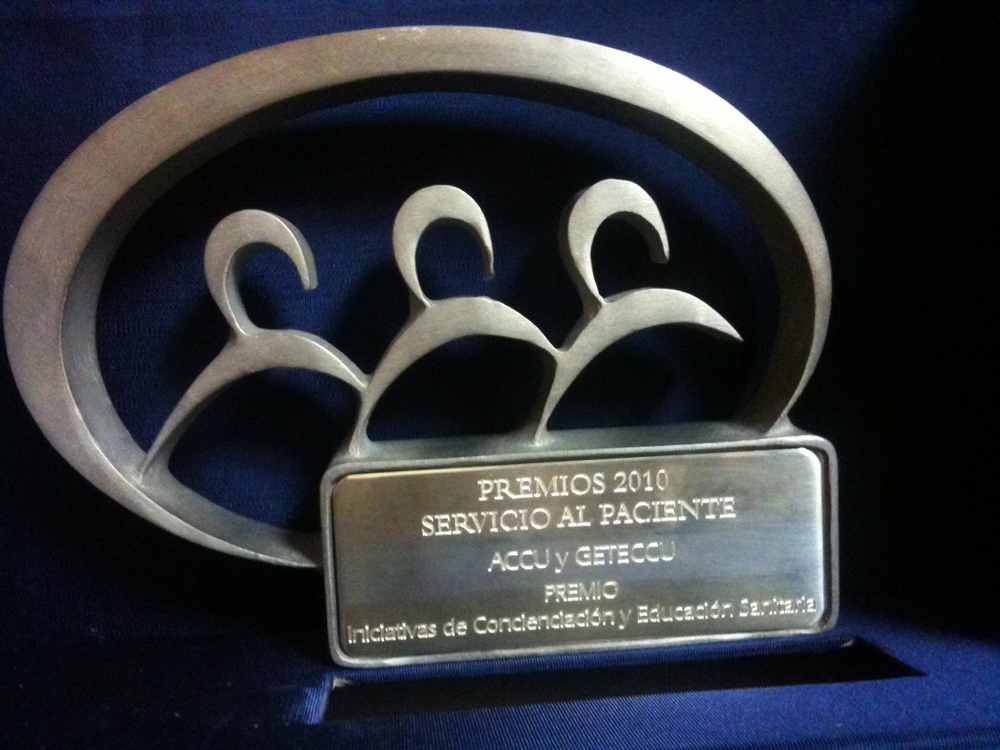 PREMIOS 2010
SERVICIO AL PACIENTE
ACCU y GETECCU
PREMIO
Iniciativas de Concienciación y Educación Sanitaria